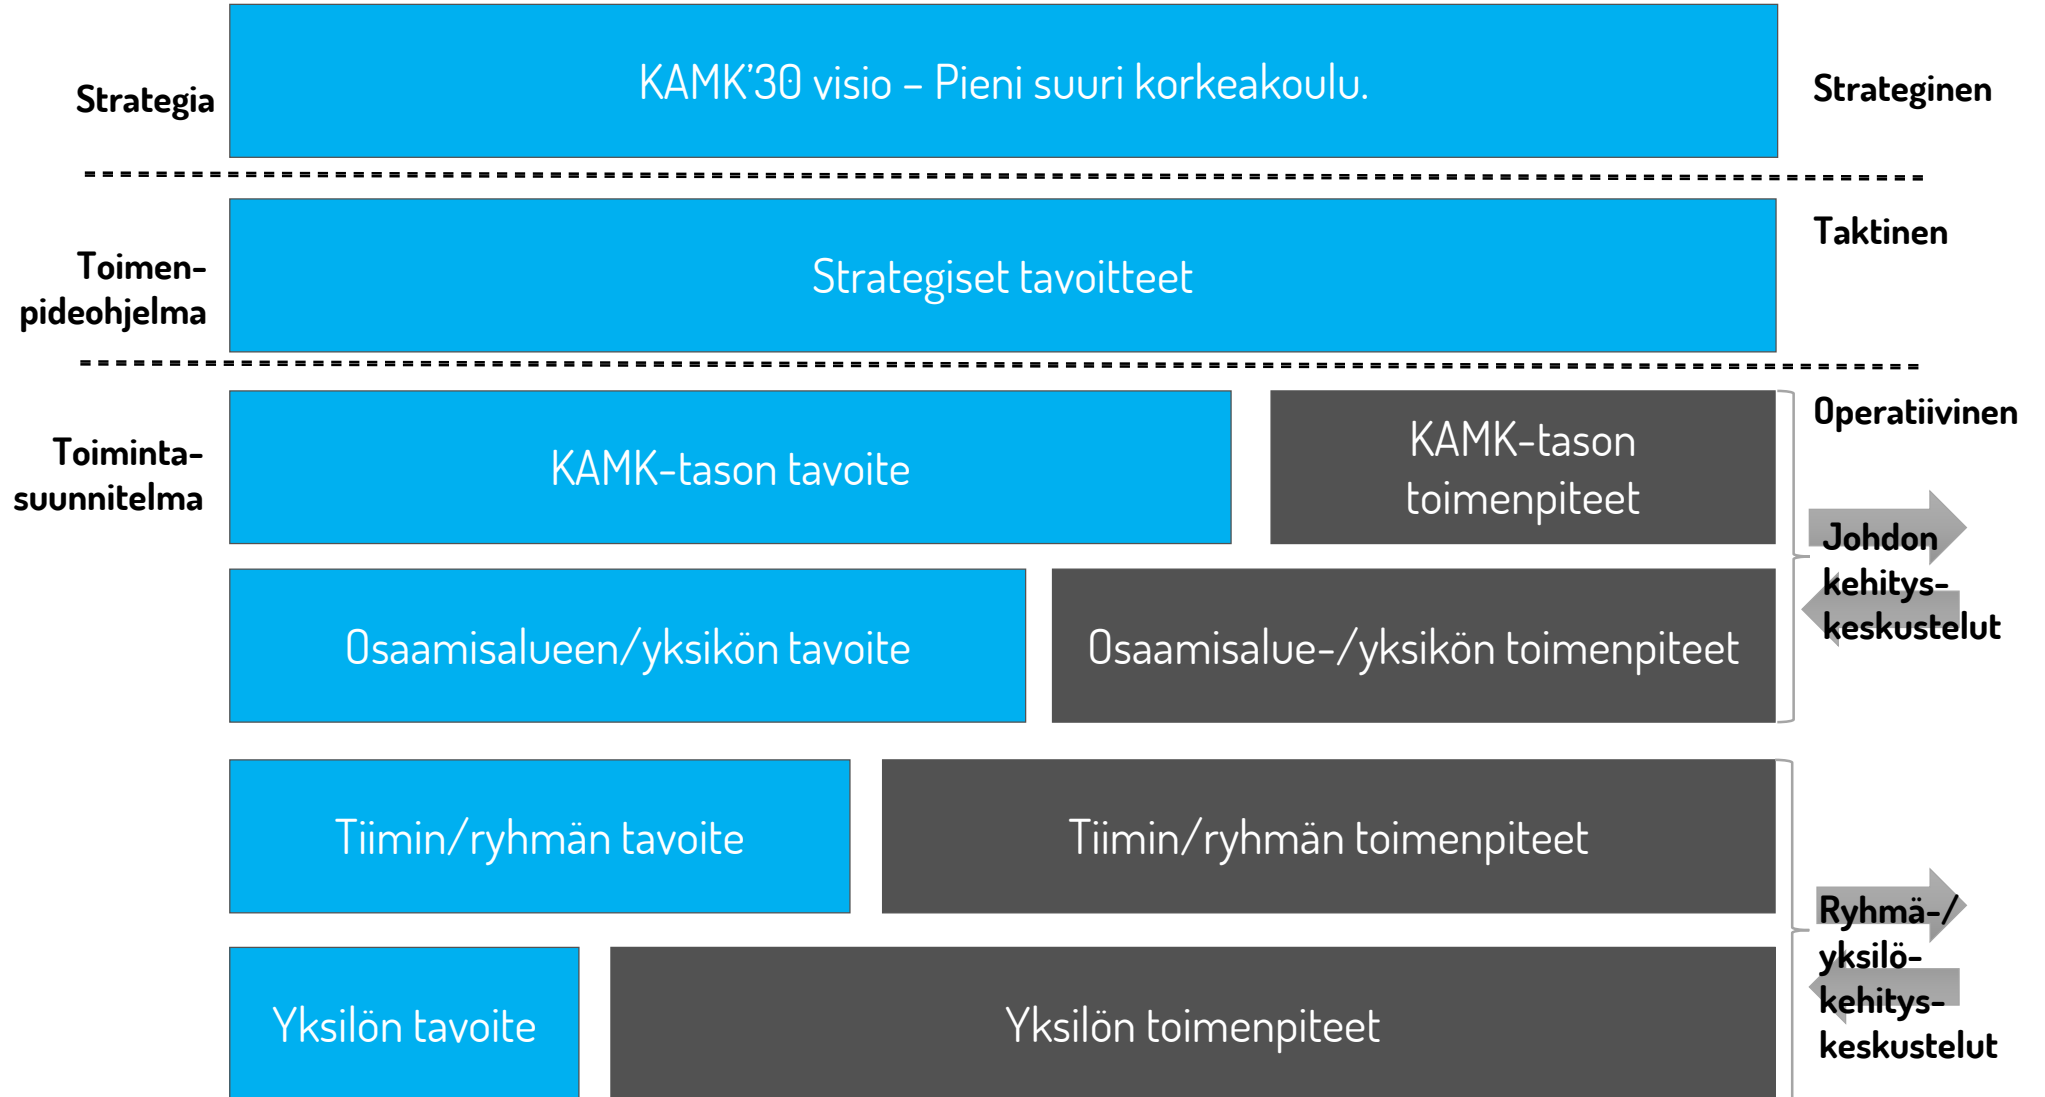 Strategia
KAMK'30 visio – Pieni suuri korkeakoulu.
Strateginen
Toimen-
pideohjelma
Strategiset tavoitteet
Taktinen
Toiminta-
suunnitelma
KAMK-tason tavoite
KAMK-tason
toimenpiteet
Operatiivinen
Osaamisalueen/yksikön tavoite
Osaamisalue-/yksikön toimenpiteet
Johdon
kehitys-
keskustelut
Tiimin/ryhmän tavoite
Tiimin/ryhmän toimenpiteet
Yksilön tavoite
Yksilön toimenpiteet
Ryhmä-/
yksilö-
kehitys-
keskustelut